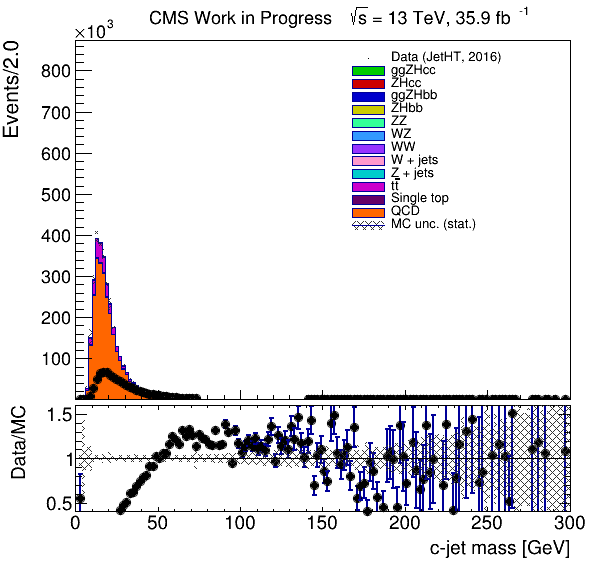 CMS Work in Progress √s = 13 TeV, 35.9 fb⁻¹
×10³
Events/2.0
800
700
600
500
400
300
200
100
Data (JetHT, 2016)
ggZHcc
ZHcc
ggZHbb
ZHbb
ZZ
WZ
WW
W + jets
Z + jets
tt̅
Single top
QCD
MC unc. (stat.)
Data/MC
1.5
1
0.5
0 50 100 150 200 250 300
c-jet mass [GeV]